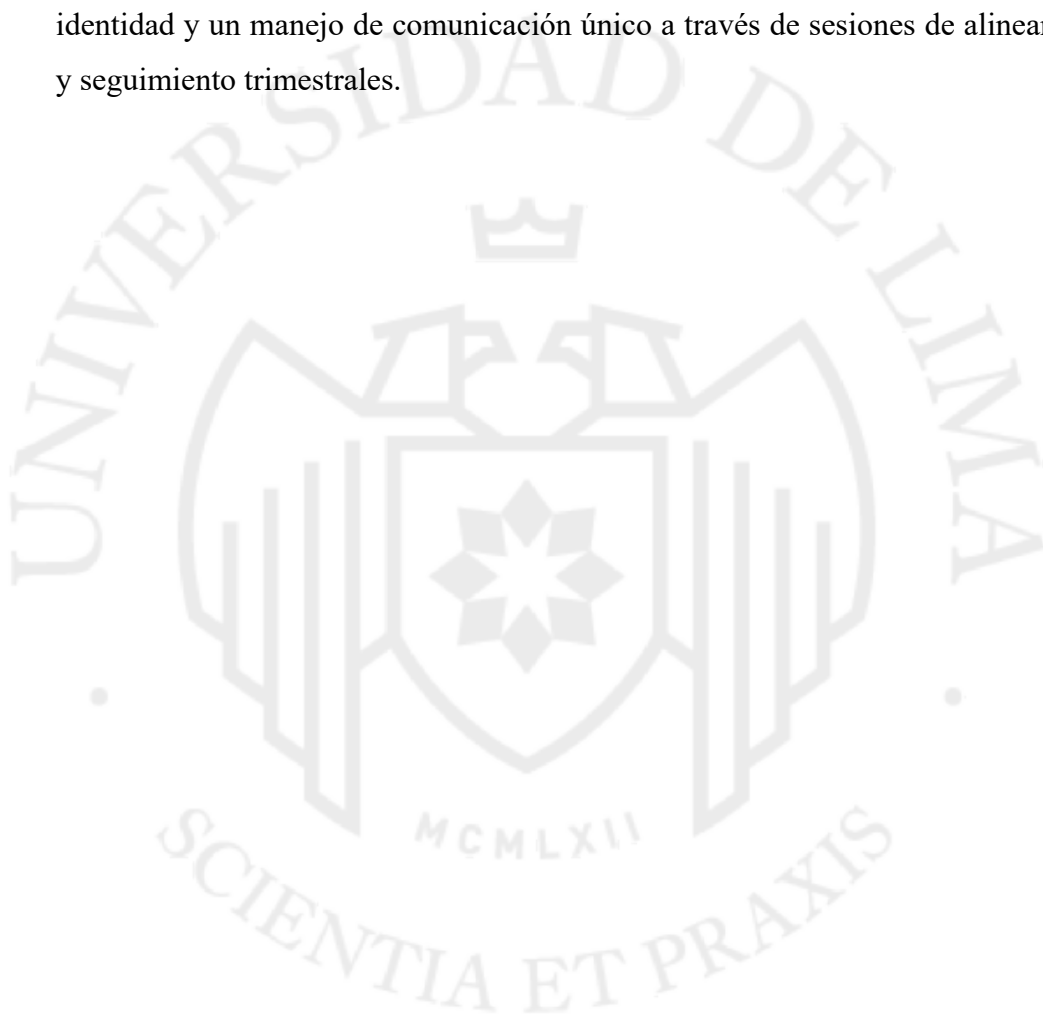 identidad y un manejo de comunicación único a través de sesiones de
y seguimiento trimestrales.
UNIVERSIDAD DE LIMA
MCMLXII
SCIENTIA ET PRAXIS